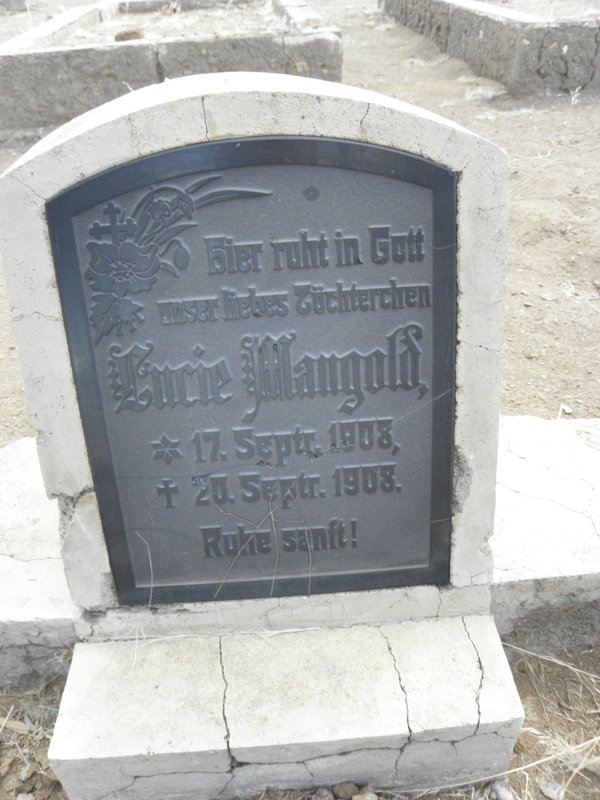 Hier ruht in Gott
unser liebes Töchterchen
Lucie Mangold,
* 17. Septr. 1908,
† 20. Septr. 1908.
Ruhe sanft!